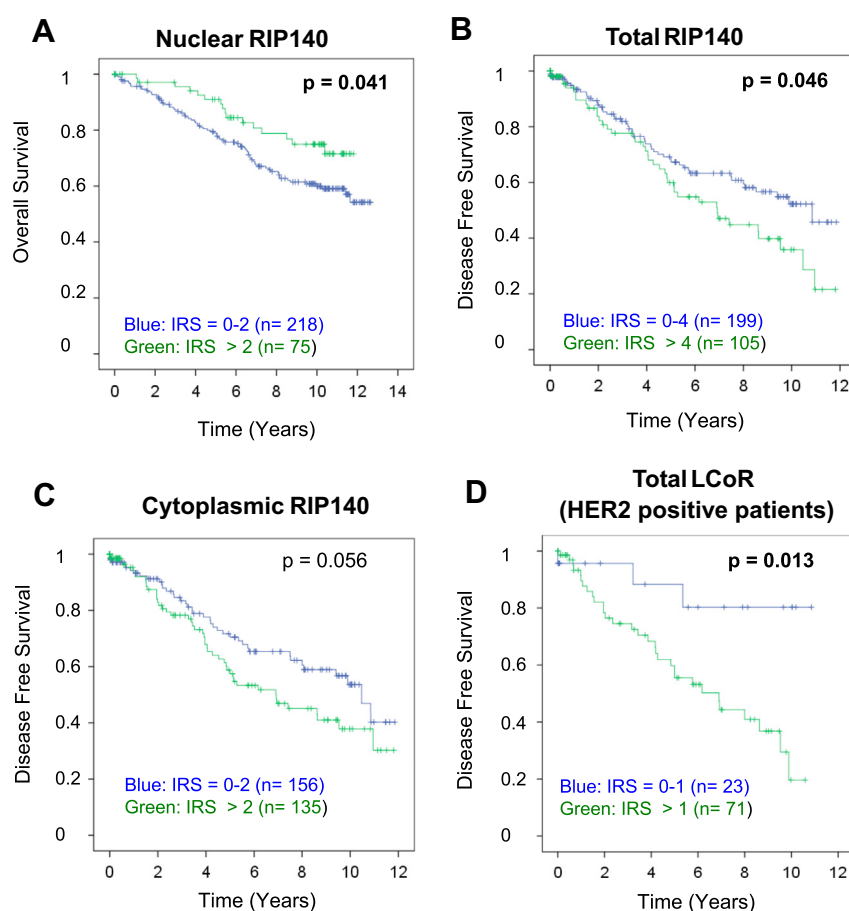 A
Nuclear RIP140
p = 0.041
Overall Survival
1
0.8
0.6
0.4
0.2
0
Blue: IRS = 0-2 (n= 218)
Green: IRS > 2 (n= 75)
0 2 4 6 8 10 12 14
Time (Years)
B
Total RIP140
p = 0.046
Disease Free Survival
1
0.8
0.6
0.4
0.2
0
Blue: IRS = 0-4 (n= 199)
Green: IRS > 4 (n= 105)
0 2 4 6 8 10 12
Time (Years)
C
Cytoplasmic RIP140
p = 0.056
Disease Free Survival
1
0.8
0.6
0.4
0.2
0
Blue: IRS = 0-2 (n= 156)
Green: IRS > 2 (n= 135)
0 2 4 6 8 10 12
Time (Years)
D
Total LCoR
(HER2 positive patients)
p = 0.013
Disease Free Survival
1
0.8
0.6
0.4
0.2
0
Blue: IRS = 0-1 (n= 23)
Green: IRS > 1 (n= 71)
0 2 4 6 8 10 12
Time (Years)